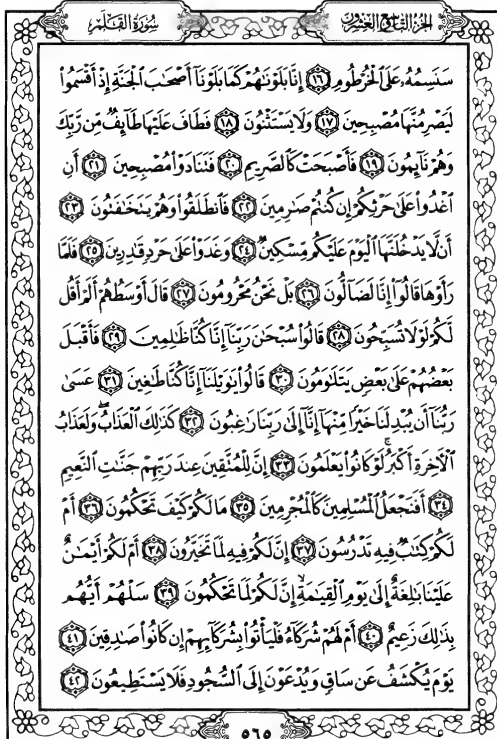 سُورَةُ القَلَمِ
الجزء التاسع والعشرون
سَنَسِمُهُۥ عَلَى ٱلْخُرْطُومِ ١٦ إِنَّا بَلَوْنَٰهُمْ كَمَا بَلَوْنَآ أَصْحَٰبَ ٱلْجَنَّةِ إِذْ أَقْسَمُوا۟
لَيَصْرِمُنَّهَا مُصْبِحِينَ ١٧ وَلَا يَسْتَثْنُونَ ١٨ فَطَافَ عَلَيْهَا طَآئِفٌ مِّن رَّبِّكَ
وَهُمْ نَآئِمُونَ ١٩ فَأَصْبَحَتْ كَٱلصَّرِيمِ ٢٠ فَتَنَادَوْا۟ مُصْبِحِينَ ٢١ أَنِ
ٱغْدُوا۟ عَلَىٰ حَرْثِكُمْ إِن كُنتُمْ صَٰرِمِينَ ٢٢ فَٱنطَلَقُوا۟ وَهُمْ يَتَخَٰفَتُونَ ٢٣
أَن لَّا يَدْخُلَنَّهَا ٱلْيَوْمَ عَلَيْكُم مِّسْكِينٌ ٢٤ وَغَدَوْا۟ عَلَىٰ حَرْدٍ قَٰدِرِينَ ٢٥ فَلَمَّا
رَأَوْهَا قَالُوٓا۟ إِنَّا لَضَآلُّونَ ٢٦ بَلْ نَحْنُ مَحْرُومُونَ ٢٧ قَالَ أَوْسَطُهُمْ أَلَمْ أَقُل
لَّكُمْ لَوْلَا تُسَبِّحُونَ ٢٨ قَالُوا۟ سُبْحَٰنَ رَبِّنَآ إِنَّا كُنَّا ظَٰلِمِينَ ٢٩ فَأَقْبَلَ
بَعْضُهُمْ عَلَىٰ بَعْضٍ يَتَلَٰوَمُونَ ٣٠ قَالُوا۟ يَٰوَيْلَنَآ إِنَّا كُنَّا طَٰغِينَ ٣١ عَسَىٰ
رَبُّنَآ أَن يُبْدِلَنَا خَيْرًا مِّنْهَآ إِنَّآ إِلَىٰ رَبِّنَا رَٰغِبُونَ ٣٢ كَذَٰلِكَ ٱلْعَذَابُ ۖ وَلَعَذَابُ
ٱلْءَاخِرَةِ أَكْبَرُ ۚ لَوْ كَانُوا۟ يَعْلَمُونَ ٣٣ إِنَّ لِلْمُتَّقِينَ عِندَ رَبِّهِمْ جَنَّٰتِ ٱلنَّعِيمِ
٣٤ أَفَنَجْعَلُ ٱلْمُسْلِمِينَ كَٱلْمُجْرِمِينَ ٣٥ مَا لَكُمْ كَيْفَ تَحْكُمُونَ ٣٦ أَمْ
لَكُمْ كِتَٰبٌ فِيهِ تَدْرُسُونَ ٣٧ إِنَّ لَكُمْ فِيهِ لَمَا تَخَيَّرُونَ ٣٨ أَمْ لَكُمْ أَيْمَٰنٌ
عَلَيْنَا بَٰلِغَةٌ إِلَىٰ يَوْمِ ٱلْقِيَٰمَةِ ۙ إِنَّ لَكُمْ لَمَا تَحْكُمُونَ ٣٩ سَلْهُمْ أَيُّهُم
بِذَٰلِكَ زَعِيمٌ ٤٠ أَمْ لَهُمْ شُرَكَآءُ فَلْيَأْتُوا۟ بِشُرَكَآئِهِمْ إِن كَانُوا۟ صَٰدِقِينَ ٤١
يَوْمَ يُكْشَفُ عَن سَاقٍ وَيُدْعَوْنَ إِلَى ٱلسُّجُودِ فَلَا يَسْتَطِيعُونَ ٤٢
٥٦٥